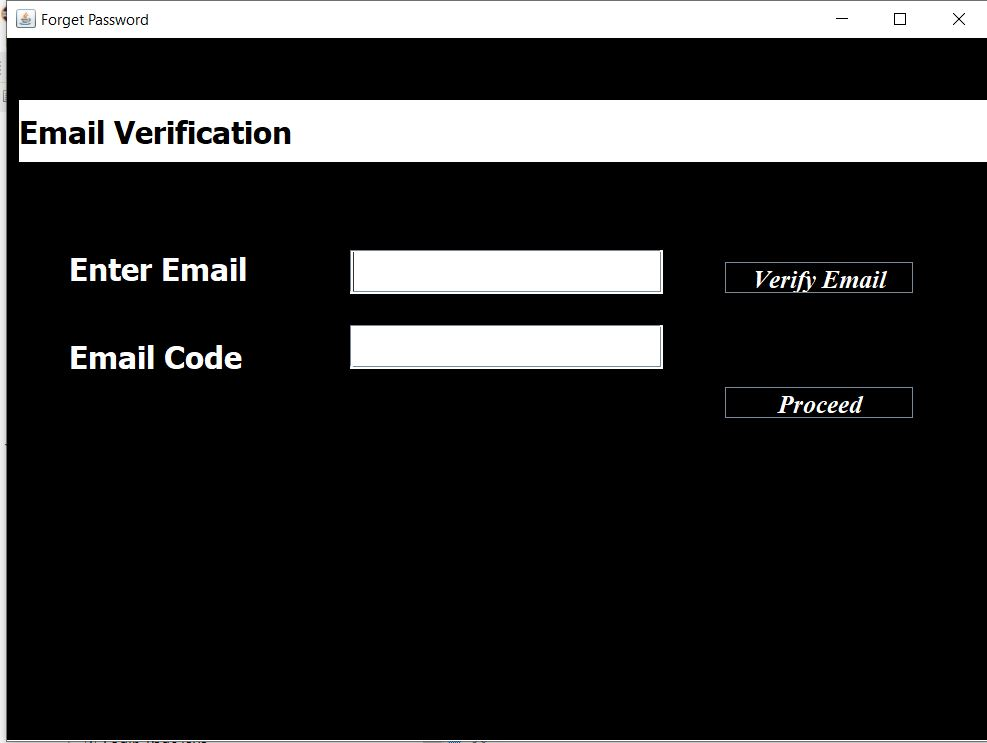 Forget Password
Email Verification
Enter Email
Verify Email
Email Code
Proceed